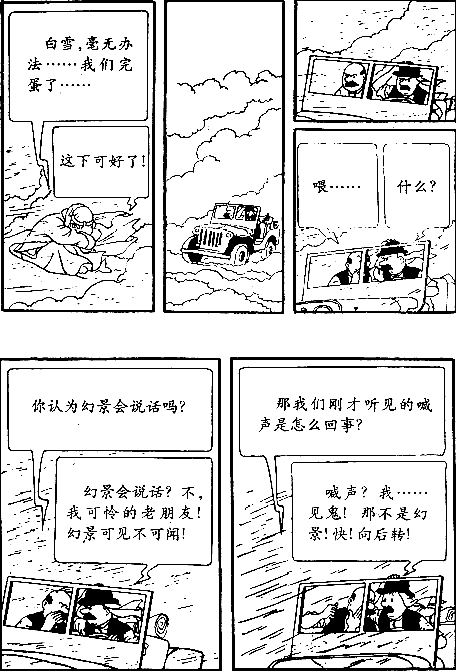 白雪,毫无办
法……我们完
蛋了……
这下可好了!
喂……
什么?
你认为幻景会说话吗?
幻景会说话?不,
我可怜的老朋友!
幻景可见不可闻!
那我们刚才听见的喊
声是怎么回事?
喊声?我……
见鬼!那不是幻
景!快!向后转!